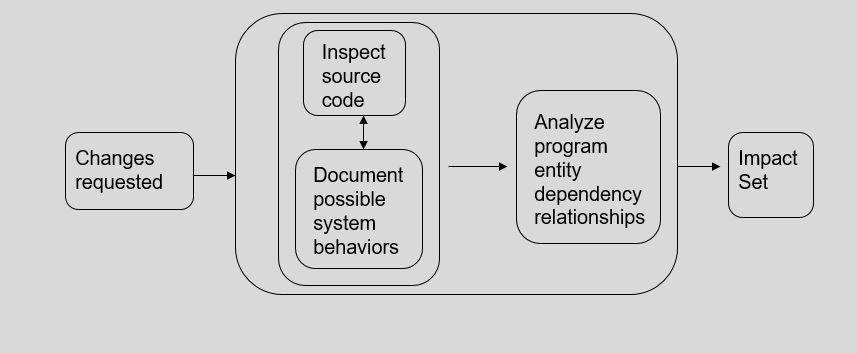 Changes
requested
Inspect
source
code
Document
possible
system
behaviors
Analyze
program
entity
dependency
relationships
Impact
Set